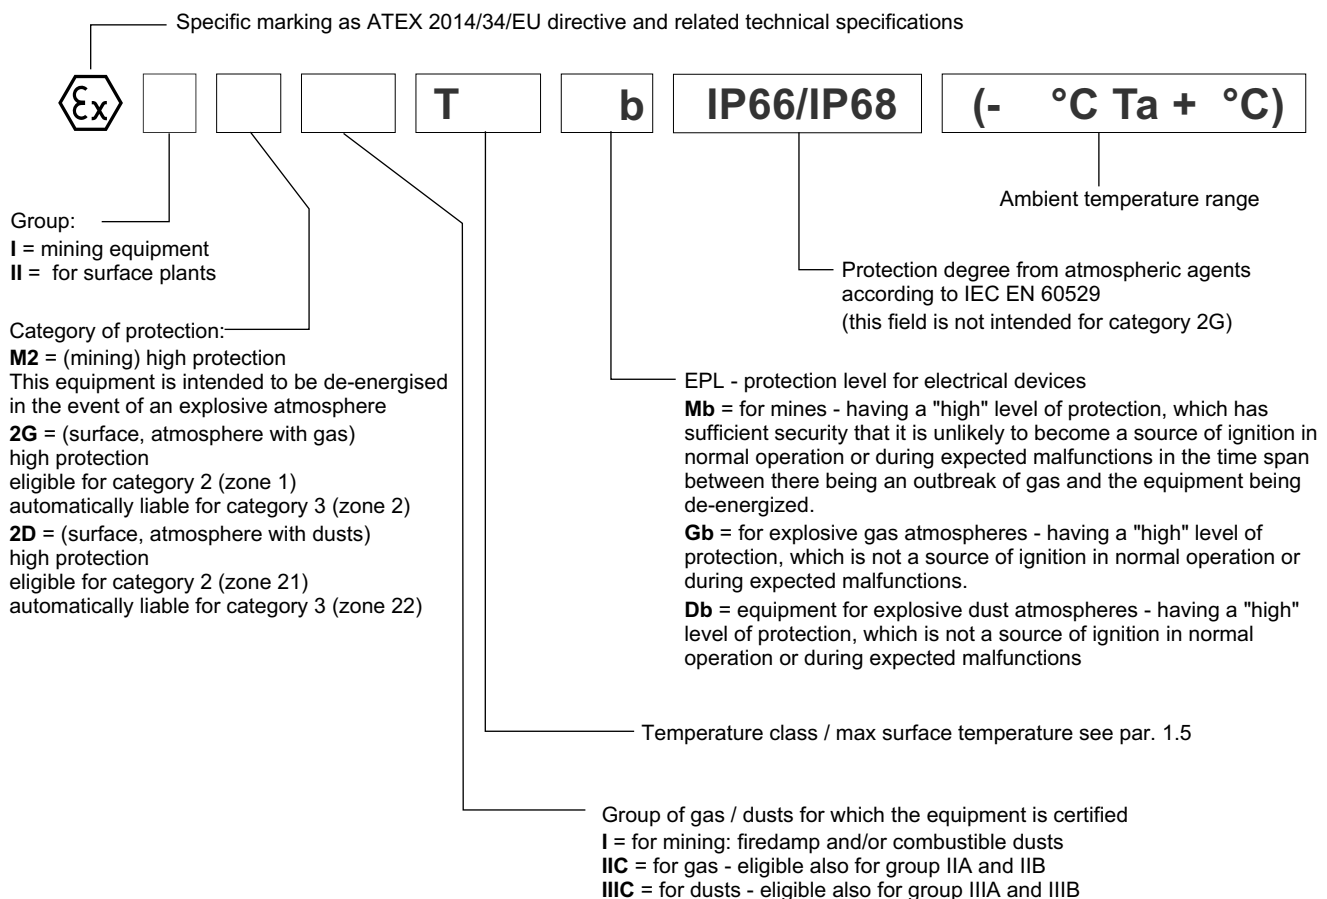 Specific marking as ATEX 2014/34/EU directive and related technical specifications
Ex
T
b
IP66/IP68
(- °C Ta + °C)
Ambient temperature range
Group:
I = mining equipment
II = for surface plants
Protection degree from atmospheric agents
according to IEC EN 60529
(this field is not intended for category 2G)
Category of protection:
M2 = (mining) high protection
This equipment is intended to be de-energised
in the event of an explosive atmosphere
2G = (surface, atmosphere with gas)
high protection
eligible for category 2 (zone 1)
automatically liable for category 3 (zone 2)
2D = (surface, atmosphere with dusts)
high protection
eligible for category 2 (zone 21)
automatically liable for category 3 (zone 22)
EPL - protection level for electrical devices
Mb = for mines - having a "high" level of protection, which has
sufficient security that it is unlikely to become a source of ignition in
normal operation or during expected malfunctions in the time span
between there being an outbreak of gas and the equipment being
de-energized.
Gb = for explosive gas atmospheres - having a "high" level of
protection, which is not a source of ignition in normal operation or
during expected malfunctions.
Db = equipment for explosive dust atmospheres - having a "high"
level of protection, which is not a source of ignition in normal
operation or during expected malfunctions
Temperature class / max surface temperature see par. 1.5
Group of gas / dusts for which the equipment is certified
I = for mining: firedamp and/or combustible dusts
IIC = for gas - eligible also for group IIA and IIB
IIIC = for dusts - eligible also for group IIIA and IIIB